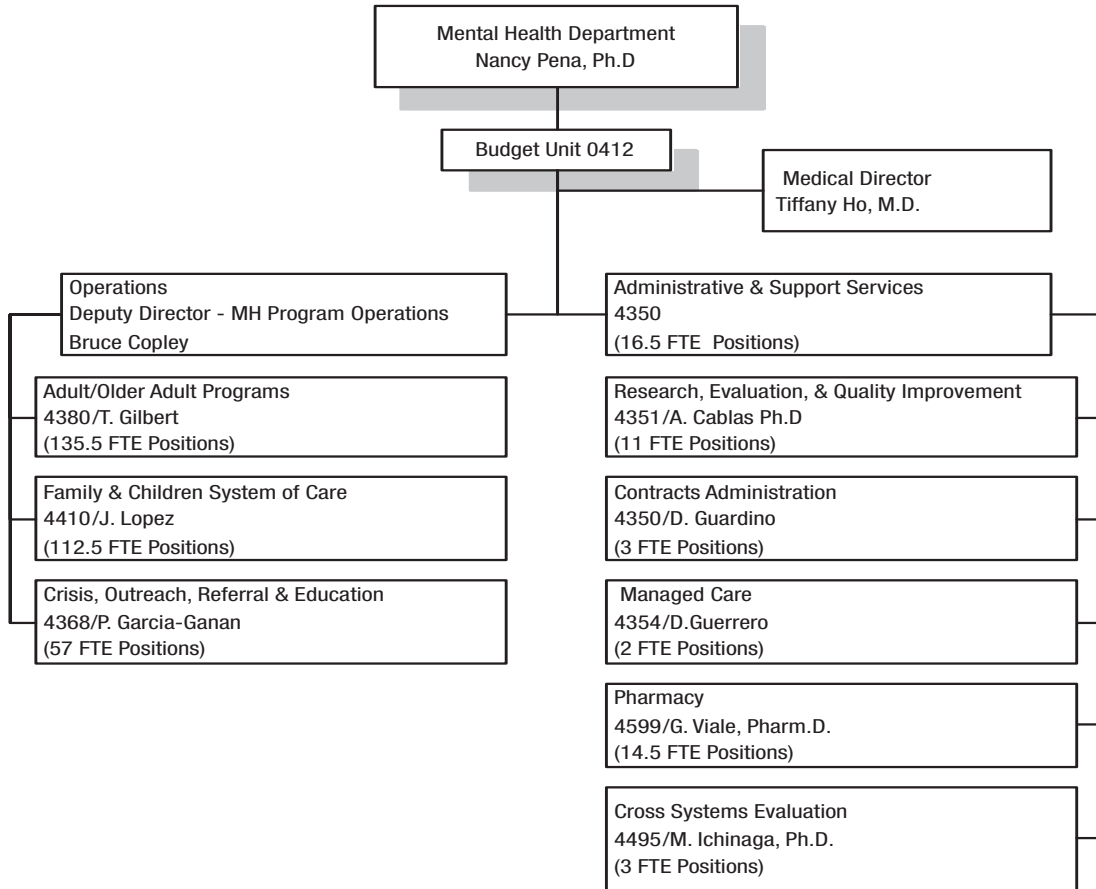 Mental Health Department
Nancy Pena, Ph.D
Budget Unit 0412
Medical Director
Tiffany Ho, M.D.
Operations
Deputy Director - MH Program Operations
Bruce Copley
Adult/Older Adult Programs
4380/T. Gilbert
(135.5 FTE Positions)
Family & Children System of Care
4410/J. Lopez
(112.5 FTE Positions)
Crisis, Outreach, Referral & Education
4368/P. Garcia-Ganan
(57 FTE Positions)
Administrative & Support Services
4350
(16.5 FTE Positions)
Research, Evaluation, & Quality Improvement
4351/A. Cablas Ph.D
(11 FTE Positions)
Contracts Administration
4350/D. Guardino
(3 FTE Positions)
Managed Care
4354/D.Guerrero
(2 FTE Positions)
Pharmacy
4599/G. Viale, Pharm.D.
(14.5 FTE Positions)
Cross Systems Evaluation
4495/M. Ichinaga, Ph.D.
(3 FTE Positions)